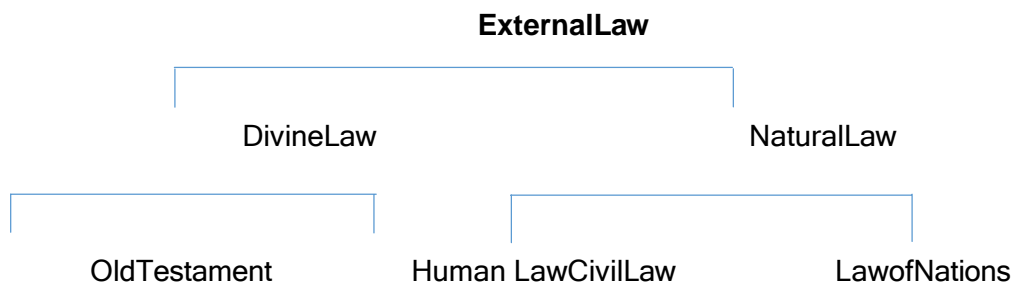 ExternalLaw
DivineLaw NaturalLaw
OldTestament Human LawCivilLaw LawofNations